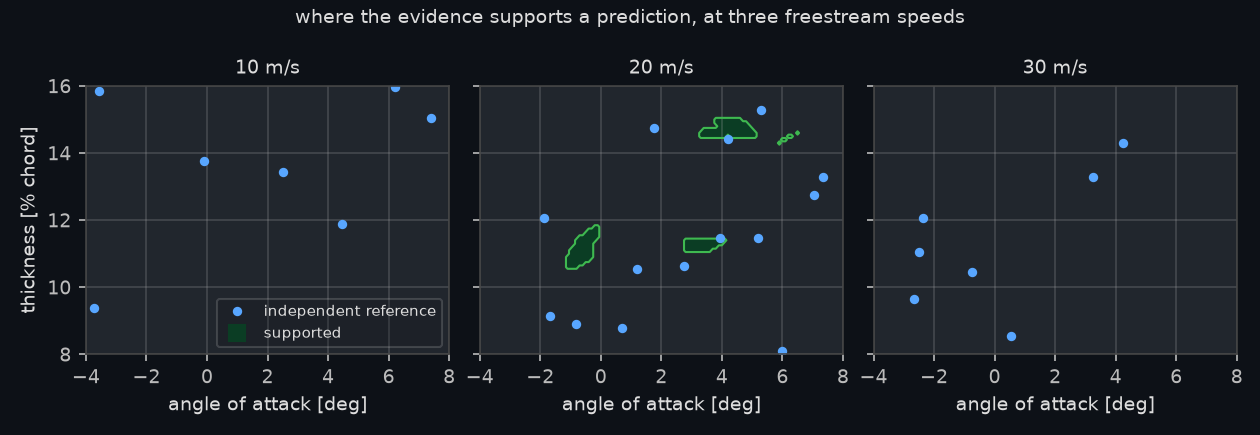 where the evidence supports a prediction, at three freestream speeds
10 m/s
20 m/s
30 m/s
thickness [% chord]
16
14
12
10
8
independent reference
supported
−4 −2 0 2 4 6 8
−4 −2 0 2 4 6 8
−4 −2 0 2 4 6 8
angle of attack [deg]
angle of attack [deg]
angle of attack [deg]